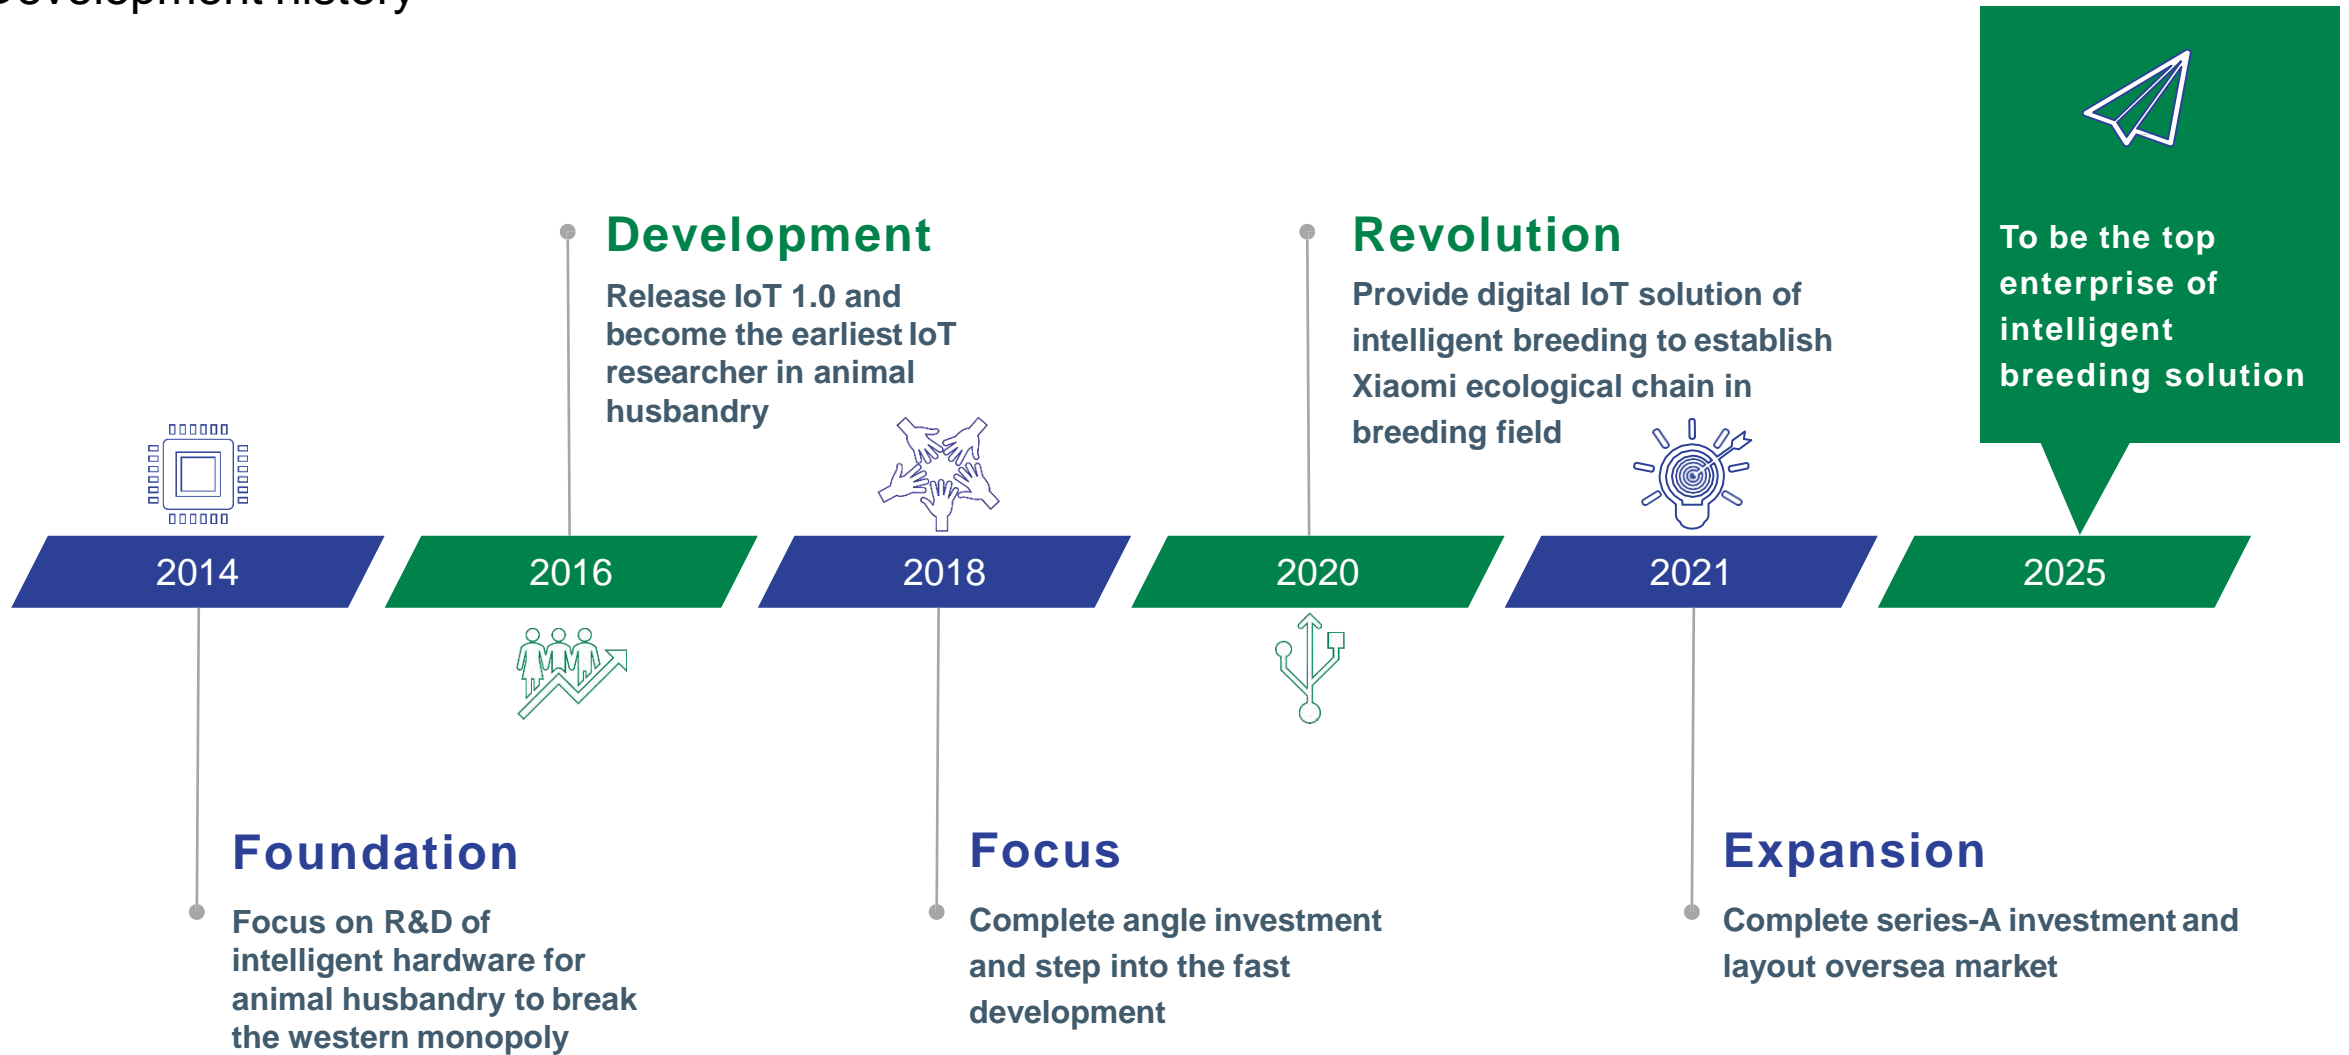 Development history
To be the top
enterprise of
intelligent
breeding solution
Development
Release IoT 1.0 and
become the earliest IoT
researcher in animal
husbandry
Revolution
Provide digital IoT solution of
intelligent breeding to establish
Xiaomi ecological chain in
breeding field
2014
2016
2018
2020
2021
2025
Foundation
Focus on R&D of
intelligent hardware for
animal husbandry to break
the western monopoly
Focus
Complete angle investment
and step into the fast
development
Expansion
Complete series-A investment and
layout oversea market